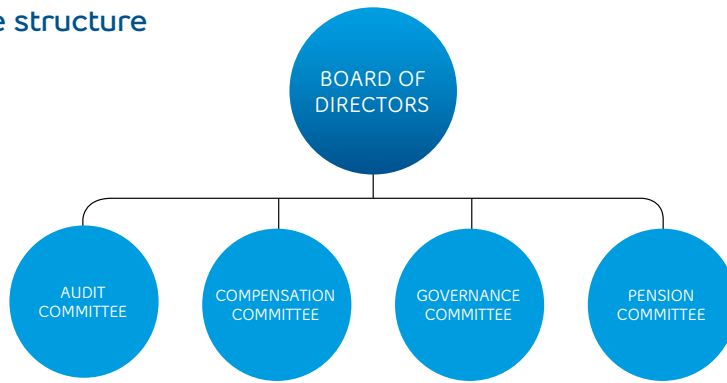 structure
BOARD OF
DIRECTORS
AUDIT
COMMITTEE
COMPENSATION
COMMITTEE
GOVERNANCE
COMMITTEE
PENSION
COMMITTEE